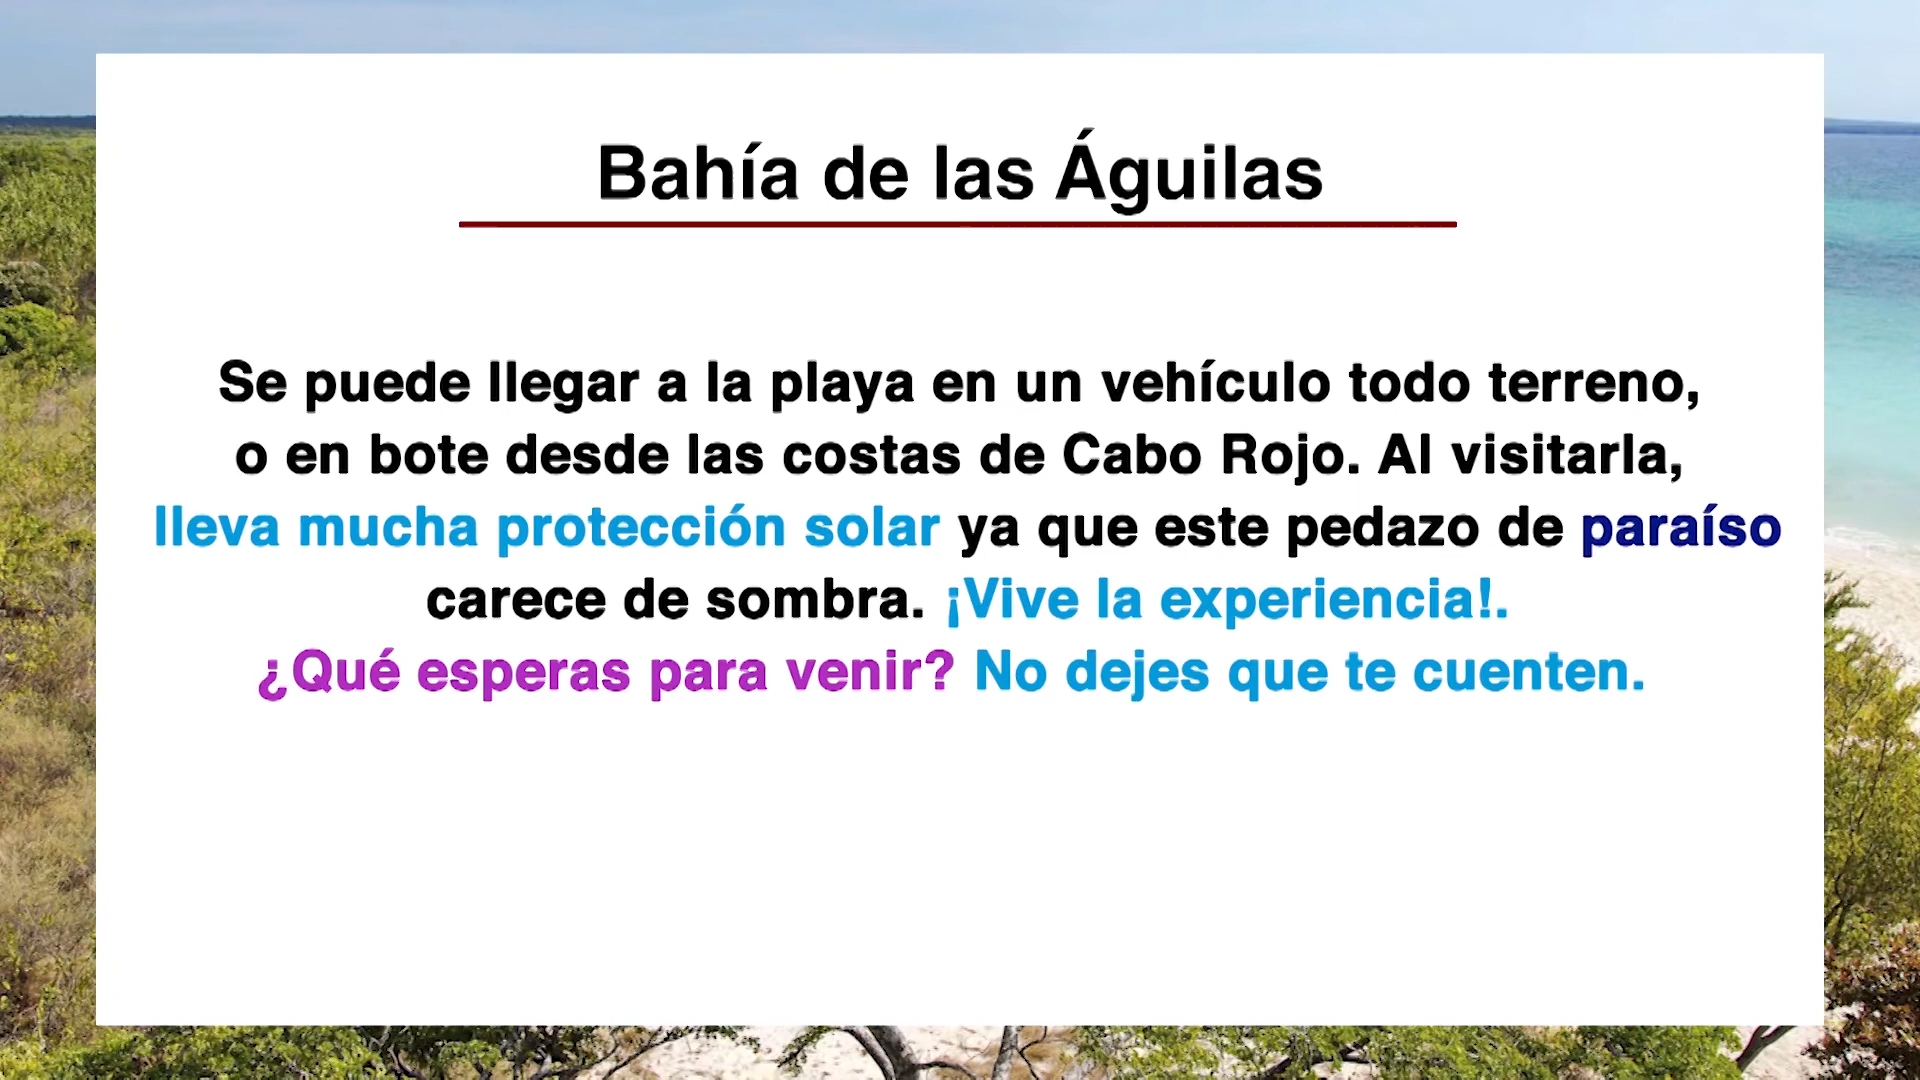 Bahía de las Águilas
Se puede llegar a la playa en un vehículo todo terreno,
o en bote desde las costas de Cabo Rojo. Al visitarla,
lleva mucha protección solar ya que este pedazo de paraíso
carece de sombra. ¡Vive la experiencia!.
¿Qué esperas para venir? No dejes que te cuenten.